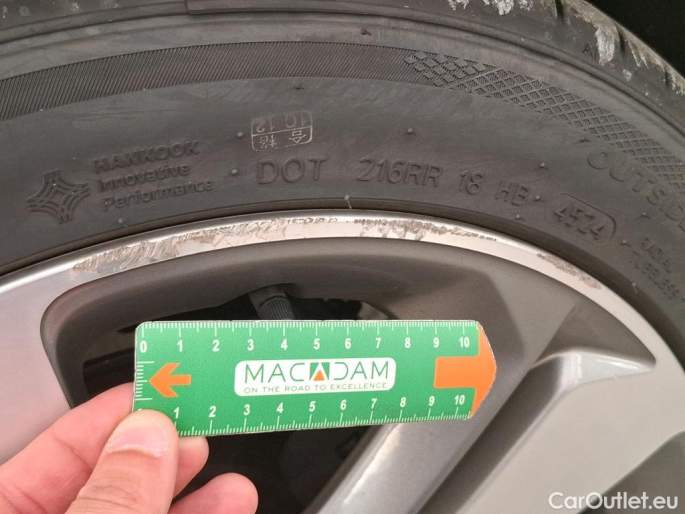 HANKOOK
Innovative
Performance
DOT 216RR 18 HB 4524
OUTSIDE
0 1 2 3 4 5 6 7 8 9 10
MACADAM
ON THE ROAD TO EXCELLENCE
1 2 3 4 5 6 7 8 9 10
CarOutlet.eu